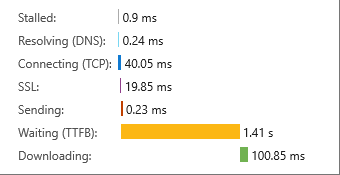 Stalled: 0.9 ms
Resolving (DNS): 0.24 ms
Connecting (TCP): 40.05 ms
SSL: 19.85 ms
Sending: 0.23 ms
Waiting (TTFB): 1.41 s
Downloading: 100.85 ms